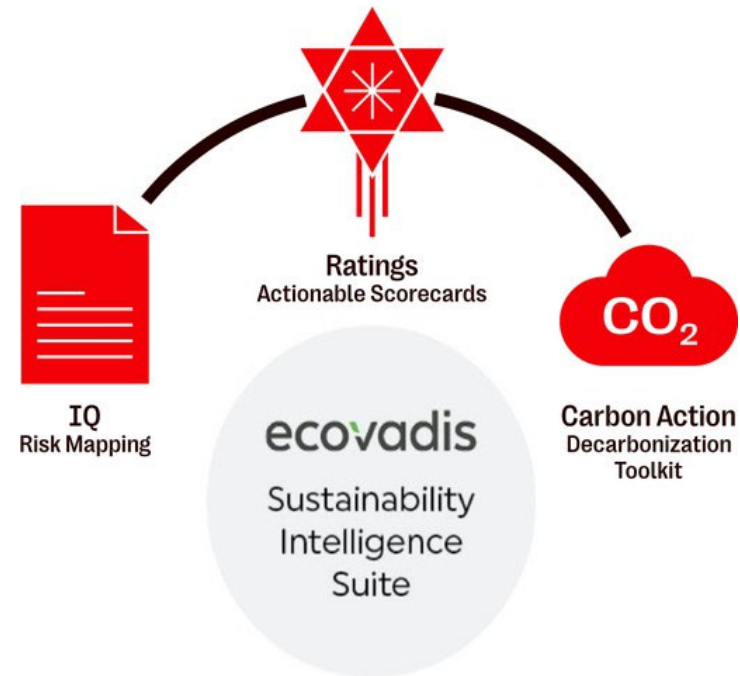 Ratings
Actionable Scorecards
IQ
Risk Mapping
CO₂
Carbon Action
Decarbonization
Toolkit
ecovadis
Sustainability
Intelligence
Suite